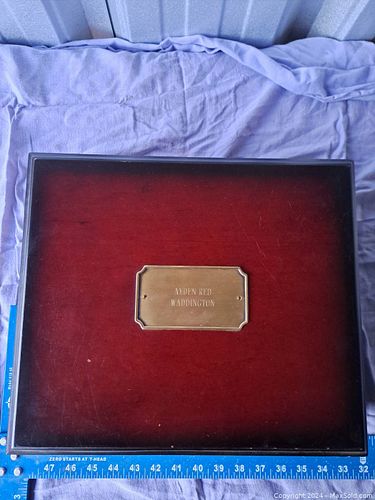 AYDEN RED
WADDINGTON
ZERO STARTS AT T-HEAD
47 46 45 44 43 42 41 40 39 38 37 36 35 34 33 32
Copyright © 2024 - MaxSold.com